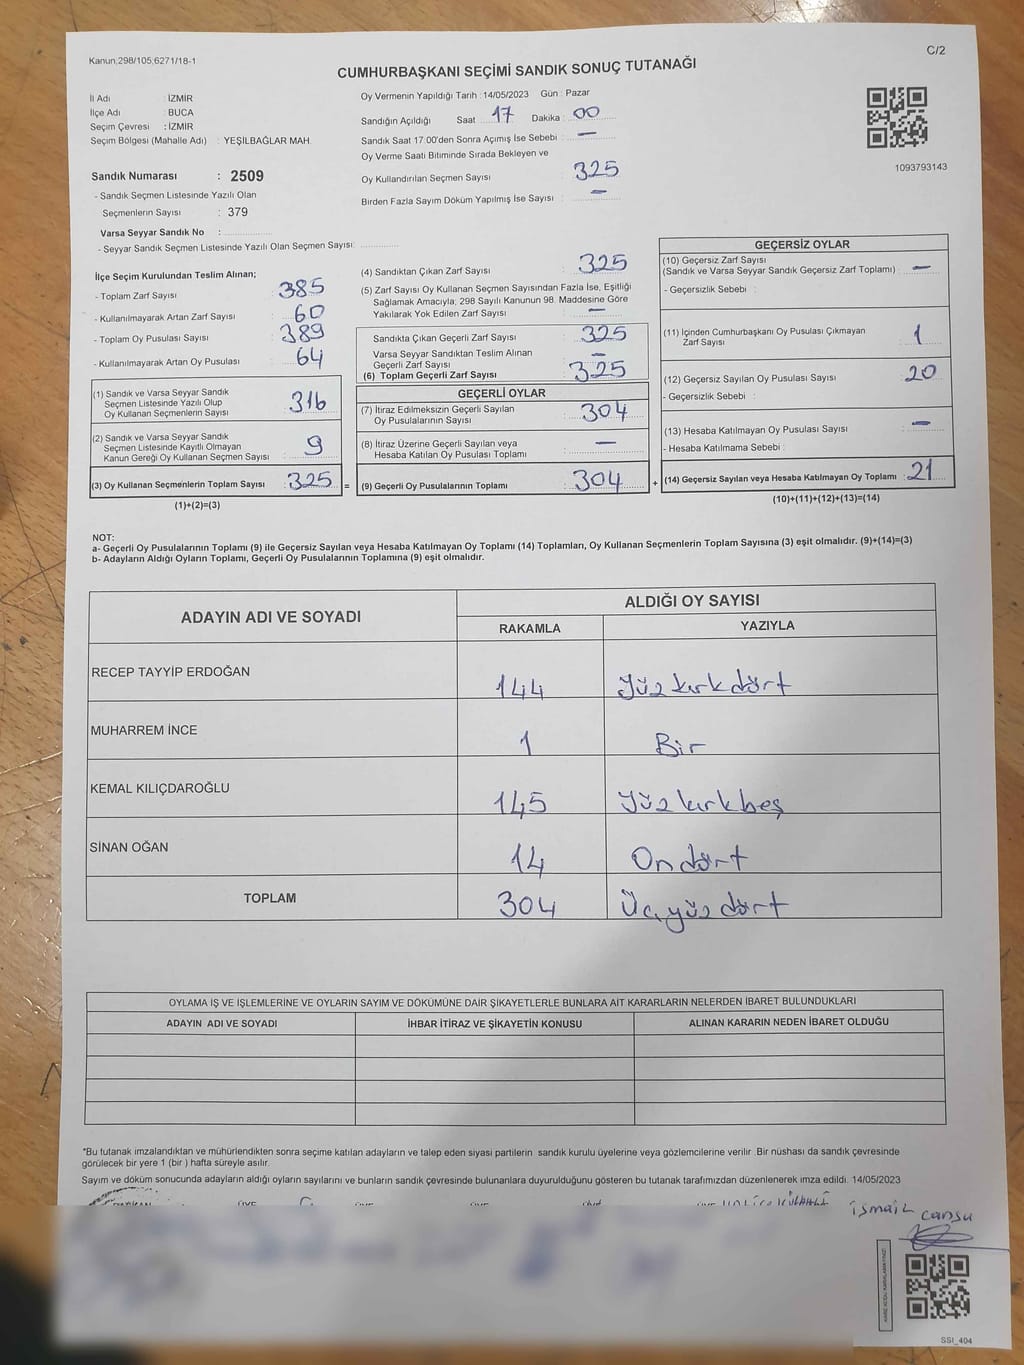 Kanun,298/105,6271/18-1
C/2
CUMHURBAŞKANI SEÇİMİ SANDIK SONUÇ TUTANAĞI
İl Adı : İZMİR
İlçe Adı : BUCA
Seçim Çevresi : İZMİR
Seçim Bölgesi (Mahalle Adı) : YEŞİLBAĞLAR MAH.
Sandık Numarası : 2509
- Sandık Seçmen Listesinde Yazılı Olan
Seçmenlerin Sayısı : 379
Varsa Seyyar Sandık No :
- Seyyar Sandık Seçmen Listesinde Yazılı Olan Seçmen Sayısı:
Oy Vermenin Yapıldığı Tarih : 14/05/2023 Gün : Pazar
Sandığın Açıldığı Saat 17 Dakika : 00
Sandık Saat 17:00'den Sonra Açımış İse Sebebi : —
Oy Verme Saati Bitiminde Sırada Bekleyen ve
Oy Kullandırılan Seçmen Sayısı : 325
Birden Fazla Sayım Döküm Yapılmış İse Sayısı : —
1093793143
İlçe Seçim Kurulundan Teslim Alınan;
- Toplam Zarf Sayısı : 385
- Kullanılmayarak Artan Zarf Sayısı : 60
- Toplam Oy Pusulası Sayısı : 389
- Kullanılmayarak Artan Oy Pusulası : 64
(1) Sandık ve Varsa Seyyar Sandık
Seçmen Listesinde Yazılı Olup
Oy Kullanan Seçmenlerin Sayısı : 316
(2) Sandık ve Varsa Seyyar Sandık
Seçmen Listesinde Kayıtlı Olmayan
Kanun Gereği Oy Kullanan Seçmen Sayısı : 9
(3) Oy Kullanan Seçmenlerin Toplam Sayısı : 325 =
(1)+(2)=(3)
(4) Sandıktan Çıkan Zarf Sayısı : 325
(5) Zarf Sayısı Oy Kullanan Seçmen Sayısından Fazla İse, Eşitliği
Sağlamak Amacıyla, 298 Sayılı Kanunun 98. Maddesine Göre
Yakılarak Yok Edilen Zarf Sayısı : —
Sandıkta Çıkan Geçerli Zarf Sayısı : 325
Varsa Seyyar Sandıktan Teslim Alınan
Geçerli Zarf Sayısı : —
(6) Toplam Geçerli Zarf Sayısı : 325
GEÇERLİ OYLAR
(7) İtiraz Edilmeksizin Geçerli Sayılan
Oy Pusulalarının Sayısı : 304
(8) İtiraz Üzerine Geçerli Sayılan veya
Hesaba Katılan Oy Pusulası Toplamı : —
(9) Geçerli Oy Pusulalarının Toplamı : 304 +
GEÇERSİZ OYLAR
(10) Geçersiz Zarf Sayısı
(Sandık ve Varsa Seyyar Sandık Geçersiz Zarf Toplamı) : —
- Geçersizlik Sebebi :
(11) İçinden Cumhurbaşkanı Oy Pusulası Çıkmayan
Zarf Sayısı : 1
(12) Geçersiz Sayılan Oy Pusulası Sayısı : 20
- Geçersizlik Sebebi :
(13) Hesaba Katılmayan Oy Pusulası Sayısı : —
- Hesaba Katılmama Sebebi :
(14) Geçersiz Sayılan veya Hesaba Katılmayan Oy Toplamı : 21
(10)+(11)+(12)+(13)=(14)
NOT:
a- Geçerli Oy Pusulalarının Toplamı (9) ile Geçersiz Sayılan veya Hesaba Katılmayan Oy Toplamı (14) Toplamları, Oy Kullanan Seçmenlerin Toplam Sayısına (3) eşit olmalıdır. (9)+(14)=(3)
b- Adayların Aldığı Oyların Toplamı, Geçerli Oy Pusulalarının Toplamına (9) eşit olmalıdır.
ADAYIN ADI VE SOYADI
ALDIĞI OY SAYISI
RAKAMLA YAZIYLA
RECEP TAYYİP ERDOĞAN 144 Yüz kırk dört
MUHARREM İNCE 1 Bir
KEMAL KILIÇDAROĞLU 145 Yüz kırk beş
SİNAN OĞAN 14 On dört
TOPLAM 304 Üç yüz dört
OYLAMA İŞ VE İŞLEMLERİNE VE OYLARIN SAYIM VE DÖKÜMÜNE DAİR ŞİKAYETLERLE BUNLARA AİT KARARLARIN NELERDEN İBARET BULUNDUKLARI
ADAYIN ADI VE SOYADI İHBAR İTİRAZ VE ŞİKAYETİN KONUSU ALINAN KARARIN NEDEN İBARET OLDUĞU
*Bu tutanak imzalandıktan ve mühürlendikten sonra seçime katılan adayların ve talep eden siyasi partilerin sandık kurulu üyelerine veya gözlemcilerine verilir .Bir nüshası da sandık çevresinde
görülecek bir yere 1 (bir ) hafta süreyle asılır.
Sayım ve döküm sonucunda adayların aldığı oyların sayılarını ve bunların sandık çevresinde bulunanlara duyurulduğunu gösteren bu tutanak tarafımızdan düzenlenerek imza edildi. 14/05/2023
ismail cansu
SSI_404